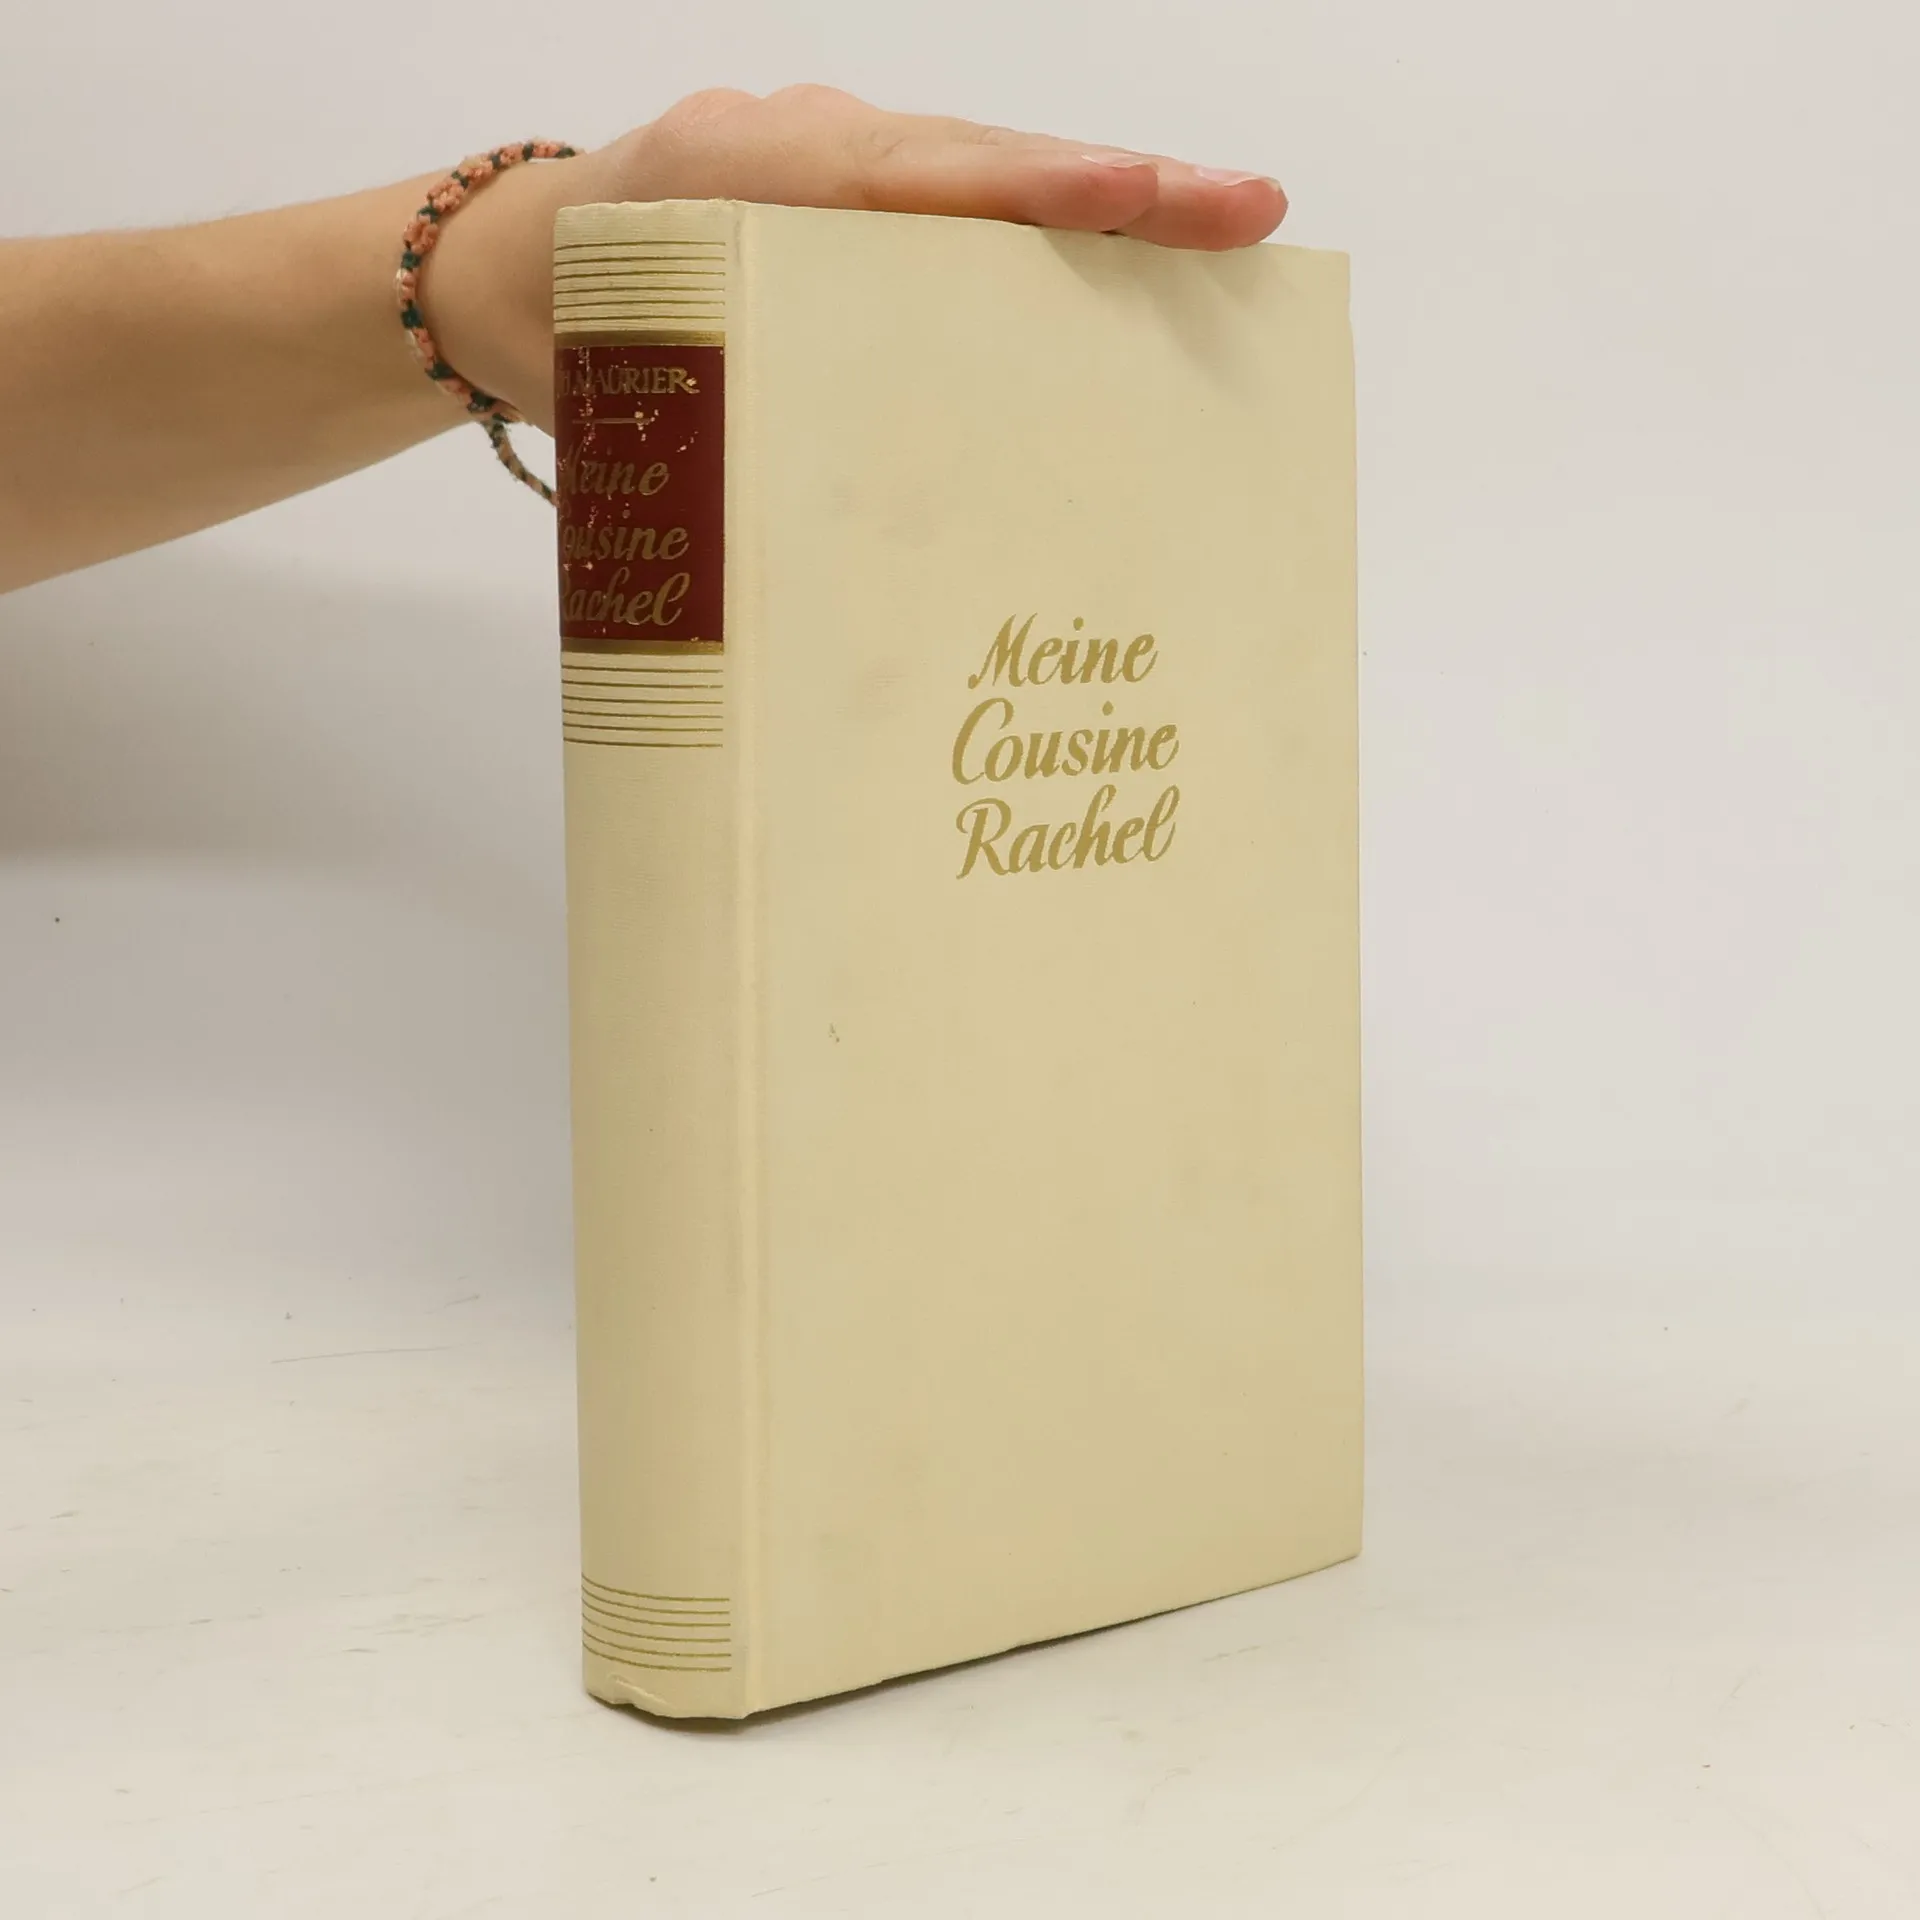 MAURIER
Meine
Cousine
Rachel
Meine
Cousine
Rachel